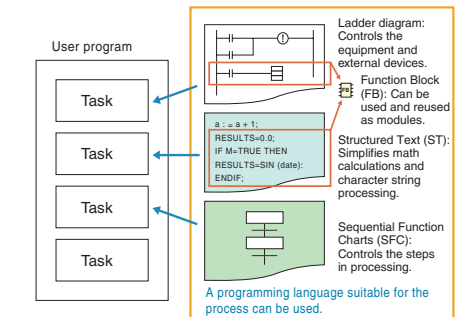 User program
Task
Task
Task
Task
a : = a + 1;
RESULTS=0.0;
IF M=TRUE THEN
RESULTS=SIN (date):
ENDIF;
Ladder diagram:
Controls the
equipment and
external devices.
FB
Function Block
(FB): Can be
used and reused
as modules.
Structured Text (ST):
Simplifies math
calculations and
character string
processing.
Sequential Function
Charts (SFC):
Controls the steps
in processing.
A programming language suitable for the
process can be used.